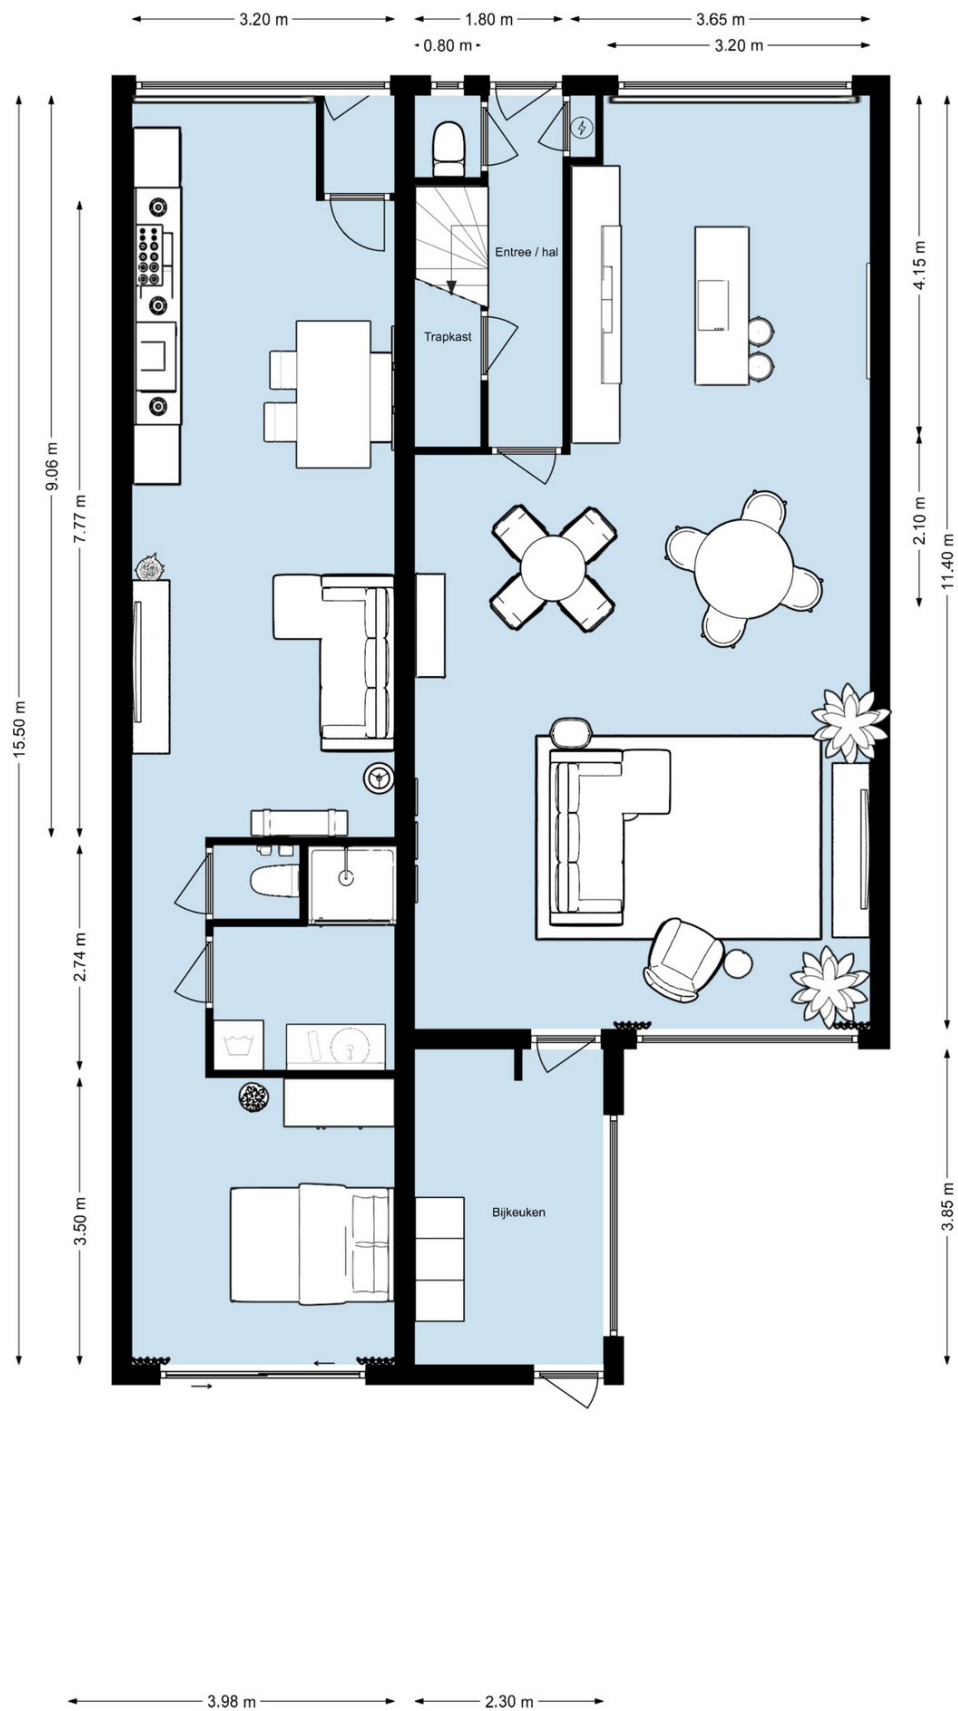 3.20 m
1.80 m
3.65 m
0.80 m
3.20 m
Entree / hal
4.15 m
Trapkast
9.06 m
7.77 m
2.10 m
11.40 m
15.50 m
2.74 m
3.50 m
Bijkeuken
3.85 m
3.98 m
2.30 m